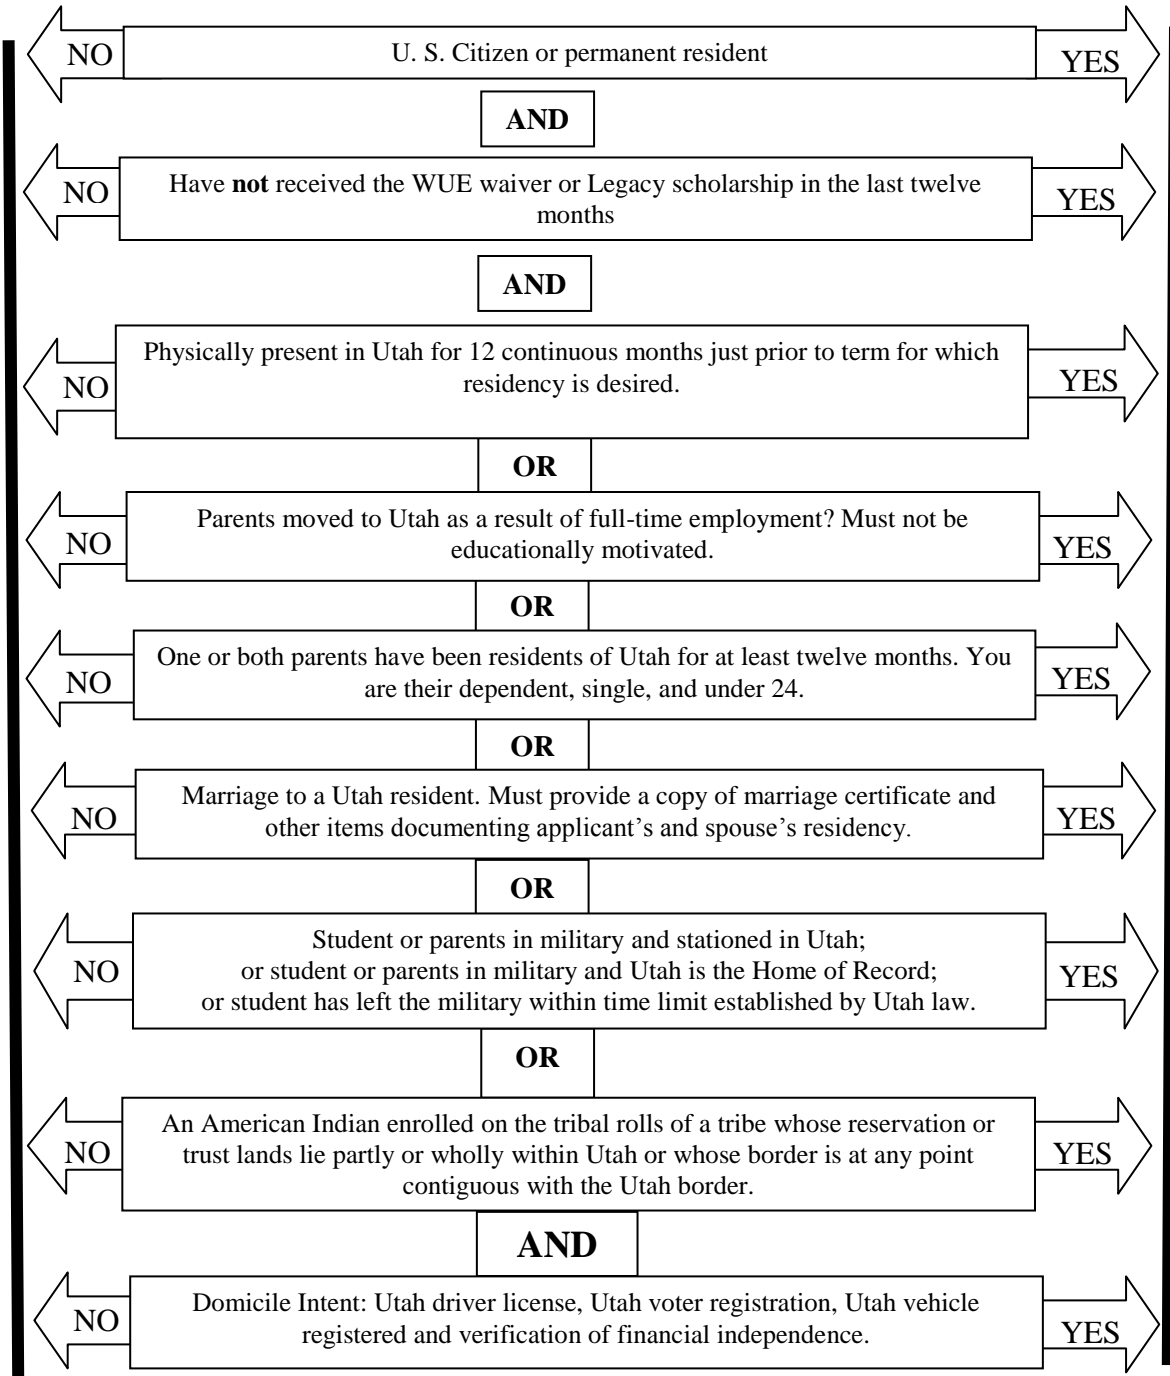 NO
U. S. Citizen or permanent resident
YES
AND
NO
Have not received the WUE waiver or Legacy scholarship in the last twelve
months
YES
AND
NO
Physically present in Utah for 12 continuous months just prior to term for which
residency is desired.
YES
OR
NO
Parents moved to Utah as a result of full-time employment? Must not be
educationally motivated.
YES
OR
NO
One or both parents have been residents of Utah for at least twelve months. You
are their dependent, single, and under 24.
YES
OR
NO
Marriage to a Utah resident. Must provide a copy of marriage certificate and
other items documenting applicant’s and spouse’s residency.
YES
OR
NO
Student or parents in military and stationed in Utah;
or student or parents in military and Utah is the Home of Record;
or student has left the military within time limit established by Utah law.
YES
OR
NO
An American Indian enrolled on the tribal rolls of a tribe whose reservation or
trust lands lie partly or wholly within Utah or whose border is at any point
contiguous with the Utah border.
YES
AND
NO
Domicile Intent: Utah driver license, Utah voter registration, Utah vehicle
registered and verification of financial independence.
YES